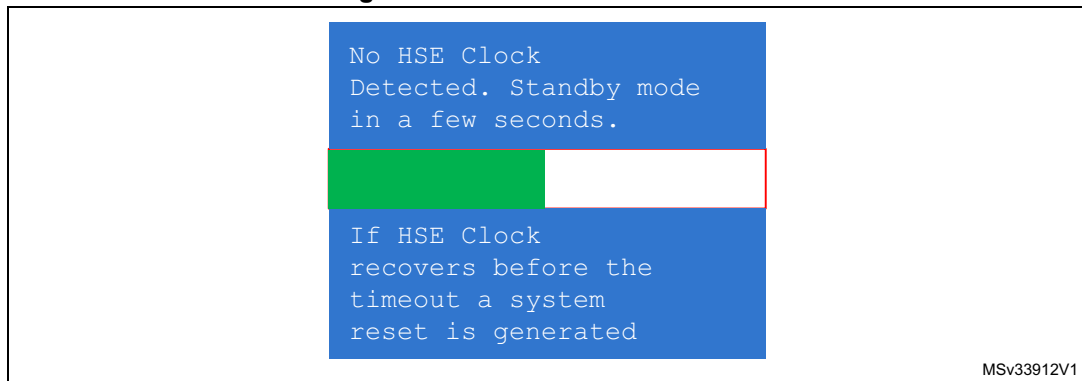 No HSE Clock
Detected. Standby mode
in a few seconds.
If HSE Clock
recovers before the
timeout a system
reset is generated
MSv33912V1